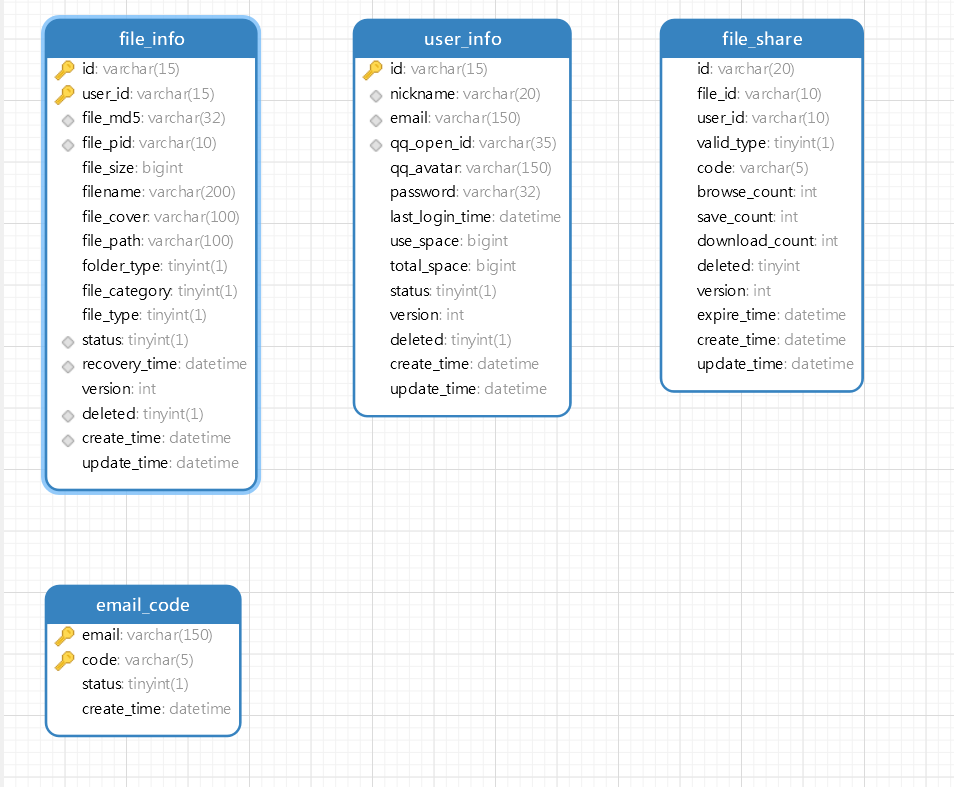 file_info
id: varchar(15)
user_id: varchar(15)
file_md5: varchar(32)
file_pid: varchar(10)
file_size: bigint
filename: varchar(200)
file_cover: varchar(100)
file_path: varchar(100)
folder_type: tinyint(1)
file_category: tinyint(1)
file_type: tinyint(1)
status: tinyint(1)
recovery_time: datetime
version: int
deleted: tinyint(1)
create_time: datetime
update_time: datetime
user_info
id: varchar(15)
nickname: varchar(20)
email: varchar(150)
qq_open_id: varchar(35)
qq_avatar: varchar(150)
password: varchar(32)
last_login_time: datetime
use_space: bigint
total_space: bigint
status: tinyint(1)
version: int
deleted: tinyint(1)
create_time: datetime
update_time: datetime
file_share
id: varchar(20)
file_id: varchar(10)
user_id: varchar(10)
valid_type: tinyint(1)
code: varchar(5)
browse_count: int
save_count: int
download_count: int
deleted: tinyint
version: int
expire_time: datetime
create_time: datetime
update_time: datetime
email_code
email: varchar(150)
code: varchar(5)
status: tinyint(1)
create_time: datetime